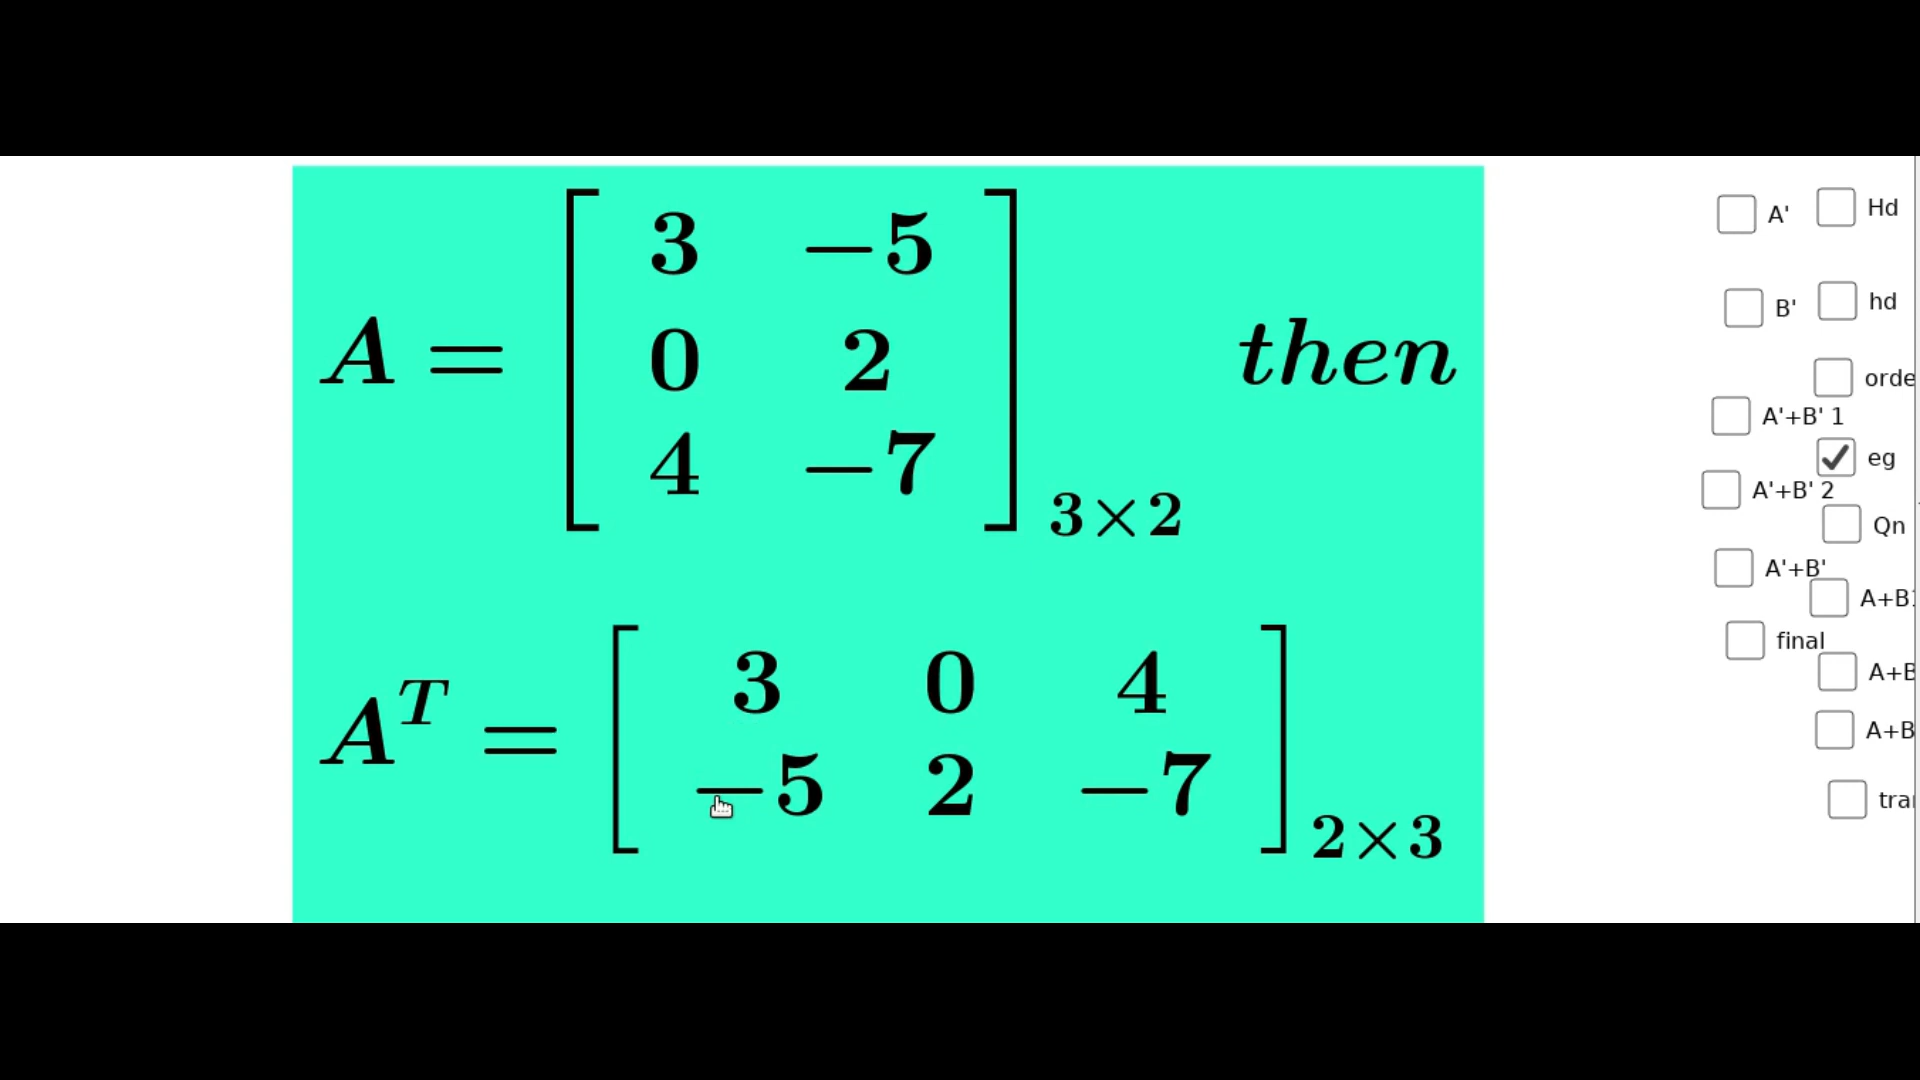 A = [ 3 −5
0 2
4 −7 ] 3×2 then
A^T = [ 3 0 4
−5 2 −7 ] 2×3
A'
Hd
B'
hd
orde
A'+B' 1
eg
A'+B' 2
Qn
A'+B'
A+B
final
A+B
A+B
tra